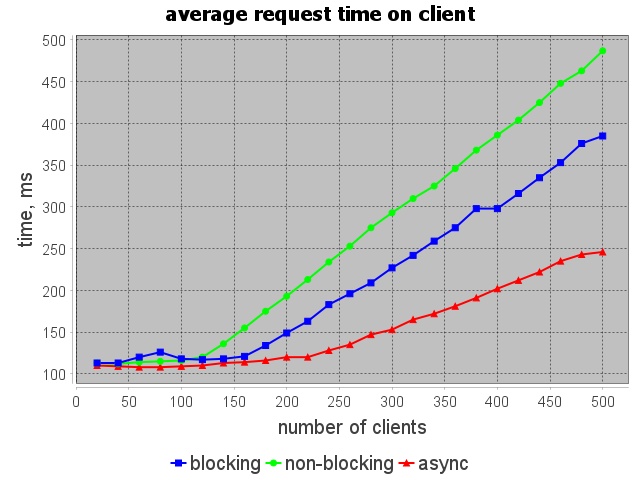 average request time on client
time, ms
500
450
400
350
300
250
200
150
100
0 50 100 150 200 250 300 350 400 450 500
number of clients
blocking non-blocking async